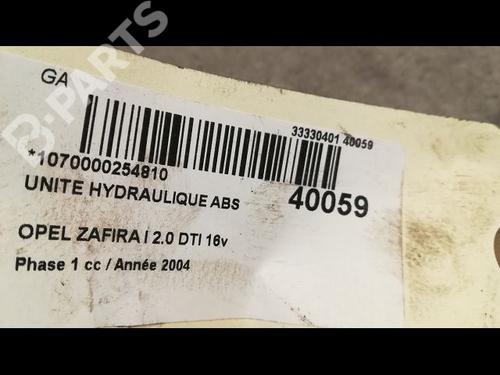 GA
B-PARTS
33330401 40059
*1070000254810
UNITE HYDRAULIQUE ABS
40059
OPEL ZAFIRA I 2.0 DTI 16v
Phase 1 cc / Année 2004